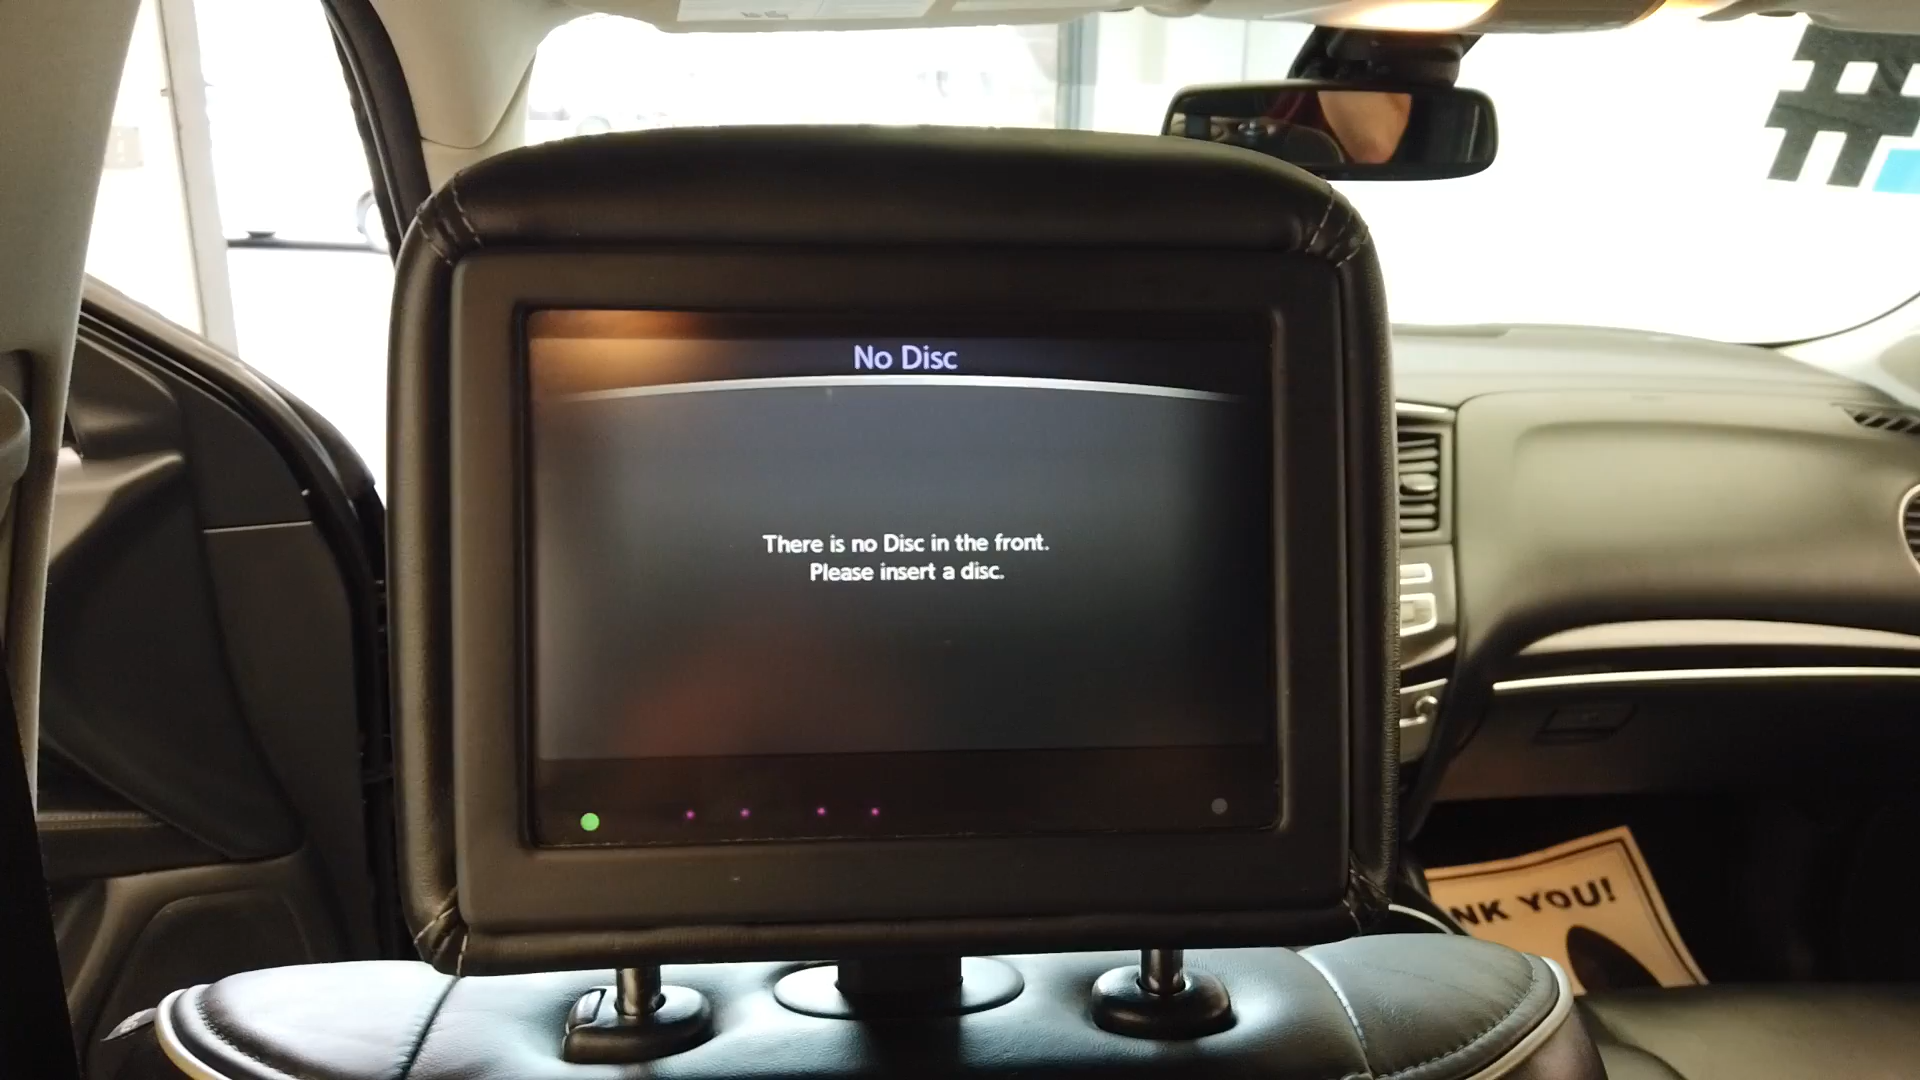 #
No Disc
There is no Disc in the front.
Please insert a disc.
NK YOU!